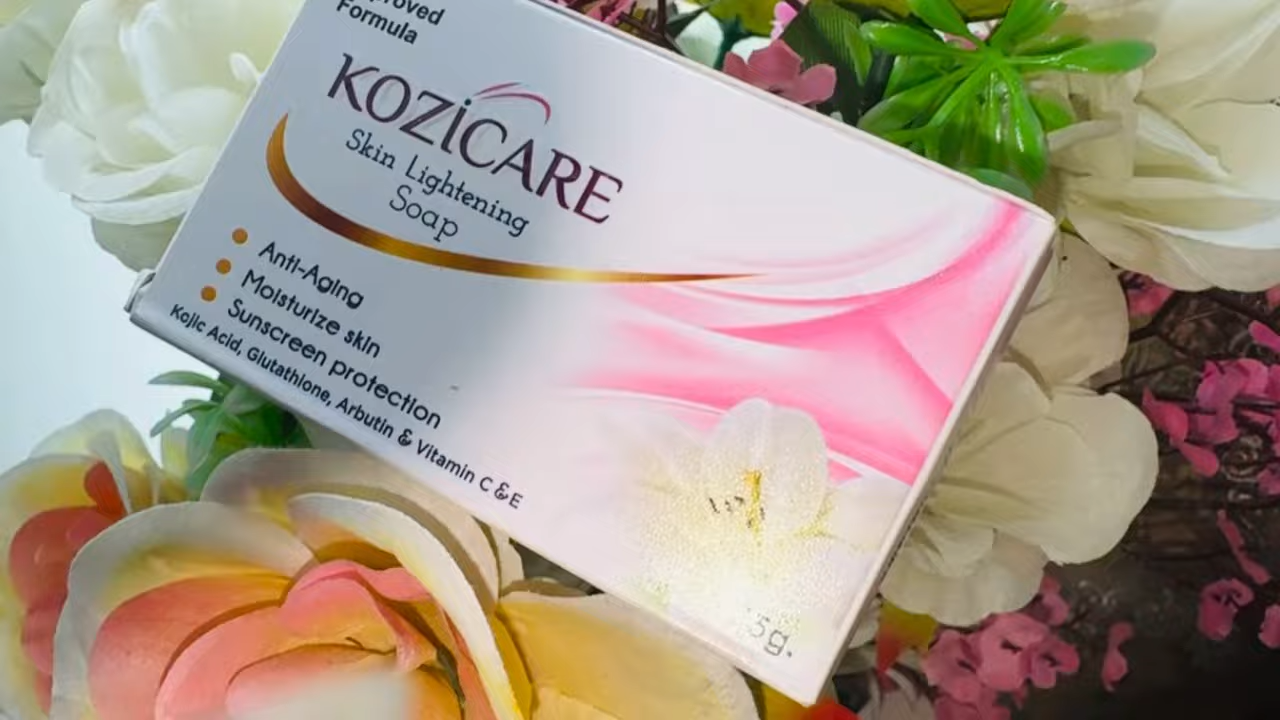 Formula
KOZiCARE
Skin Lightening
Soap
Anti-Aging
Moisturize skin
Sunscreen protection
Kojic Acid, Glutathione, Arbutin & Vitamin C & E